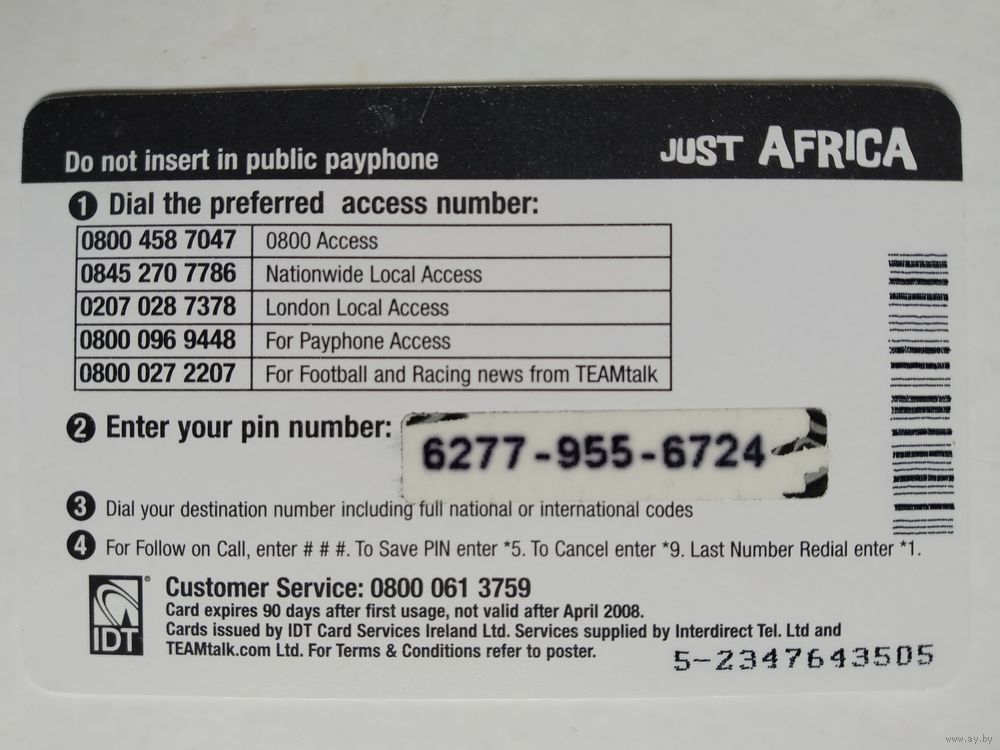 Do not insert in public payphone
JUST AFRICA
1 Dial the preferred access number:
0800 458 7047 0800 Access
0845 270 7786 Nationwide Local Access
0207 028 7378 London Local Access
0800 096 9448 For Payphone Access
0800 027 2207 For Football and Racing news from TEAMtalk
2 Enter your pin number: 6277-955-6724
3 Dial your destination number including full national or international codes
4 For Follow on Call, enter # # #. To Save PIN enter *5. To Cancel enter *9. Last Number Redial enter *1.
IDT ®
Customer Service: 0800 061 3759
Card expires 90 days after first usage, not valid after April 2008.
Cards issued by IDT Card Services Ireland Ltd. Services supplied by Interdirect Tel. Ltd and
TEAMtalk.com Ltd. For Terms & Conditions refer to poster.
5-2347643505
www.ay.by